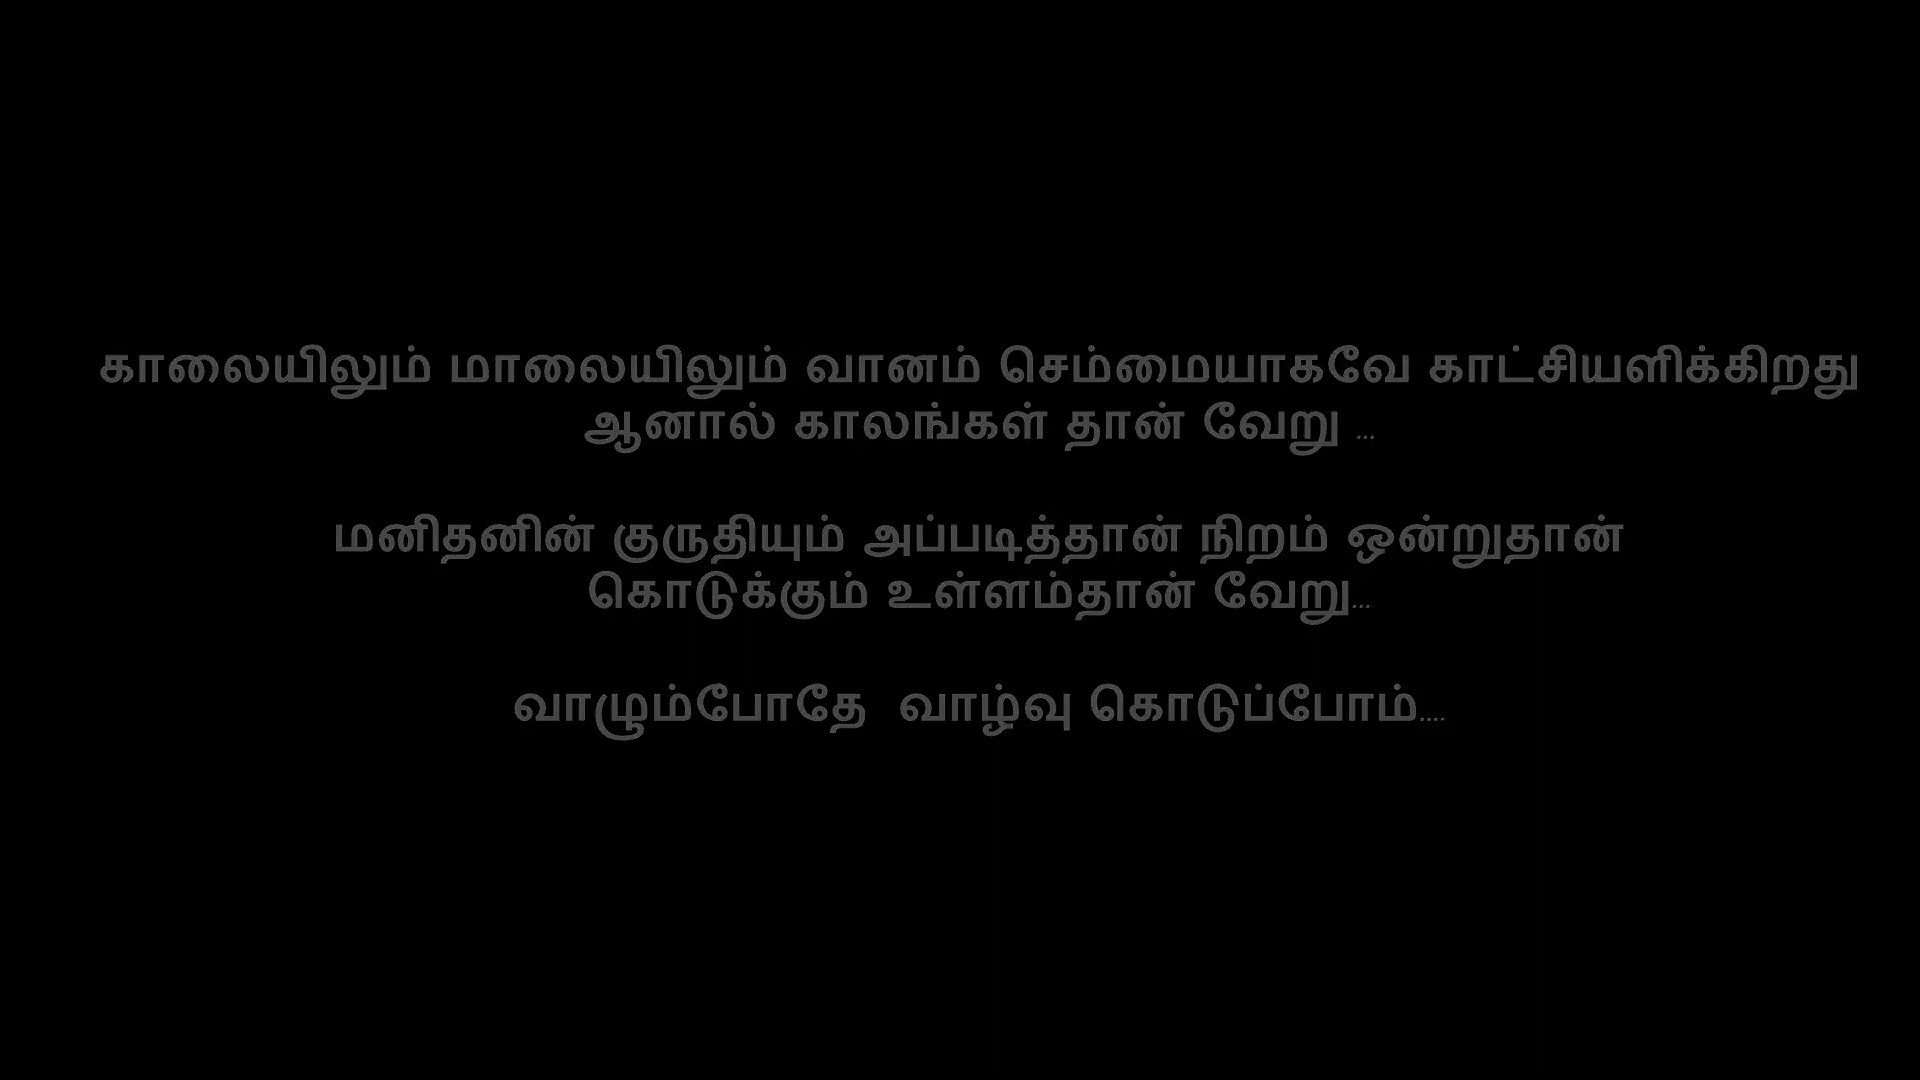 காலையிலும் மாலையிலும் வானம் செம்மையாகவே காட்சியளிக்கிறது
ஆனால் காலங்கள் தான் வேறு ...
மனிதனின் குருதியும் அப்படித்தான் நிறம் ஒன்றுதான்
கொடுக்கும் உள்ளம்தான் வேறு...
வாழும்போதே வாழ்வு கொடுப்போம்....